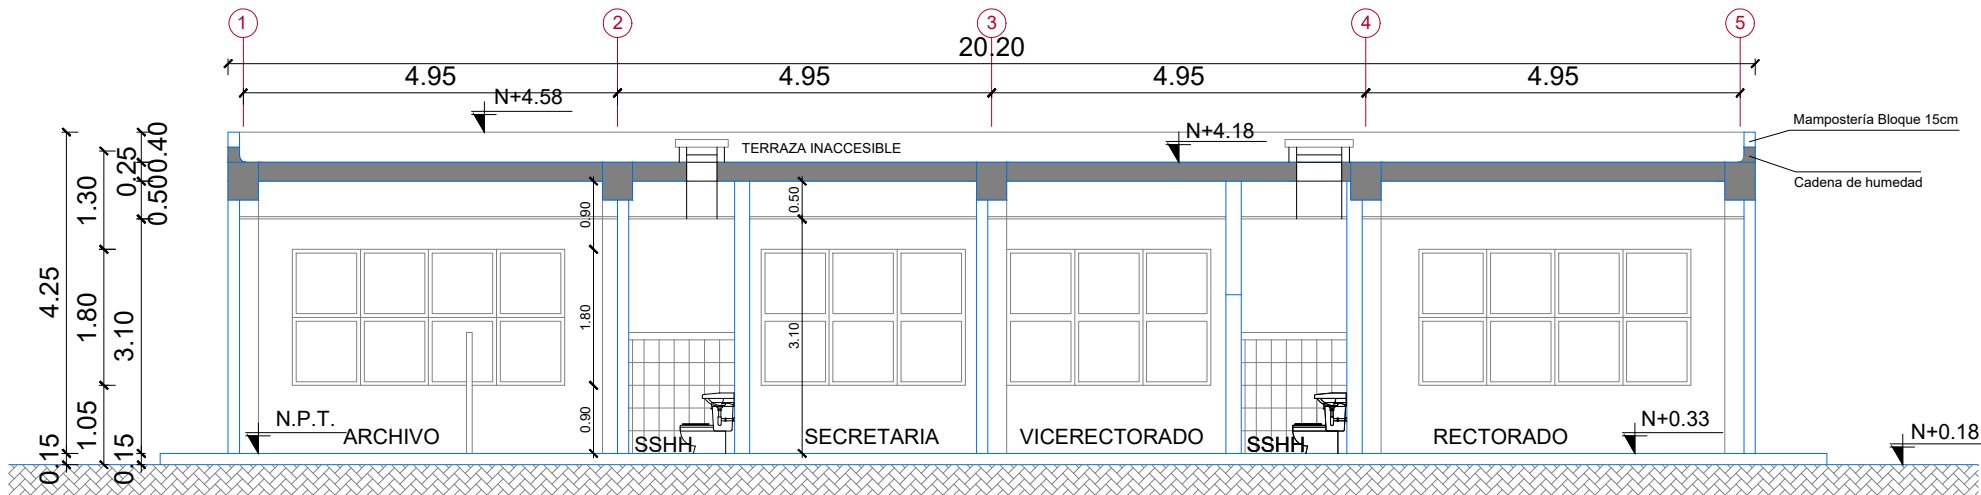 1
2
3
4
5
20.20
4.95
4.95
4.95
4.95
N+4.58
N+4.18
TERRAZA INACCESIBLE
Mampostería Bloque 15cm
Cadena de humedad
0.40
0.25
0.50
1.30
4.25
1.80
3.10
1.05
0.15
0.15
0.90
1.80
0.90
0.50
3.10
N.P.T.
ARCHIVO
SSHH
SECRETARIA
VICERECTORADO
SSHH
RECTORADO
N+0.33
N+0.18